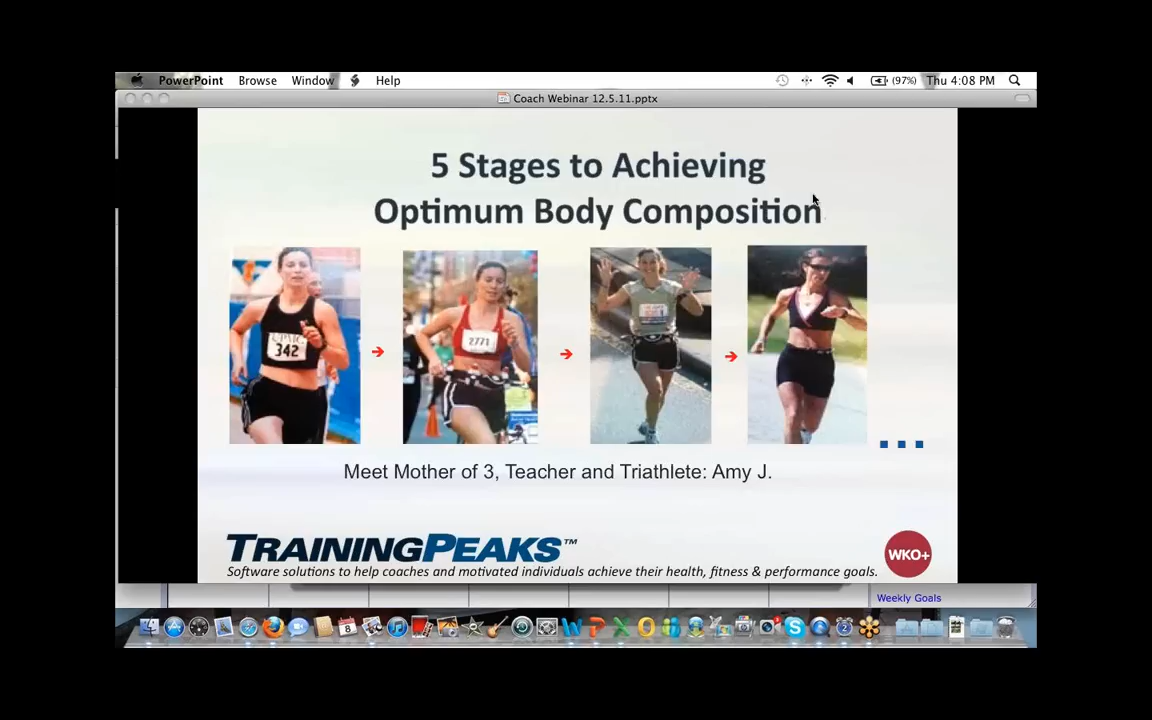 PowerPoint Browse Window Help (97%) Thu 4:08 PM
Coach Webinar 12.5.11.pptx
5 Stages to Achieving
Optimum Body Composition
342
2771
Meet Mother of 3, Teacher and Triathlete: Amy J.
TRAININGPEAKS™
WKO+
Software solutions to help coaches and motivated individuals achieve their health, fitness & performance goals.
Weekly Goals
8
2